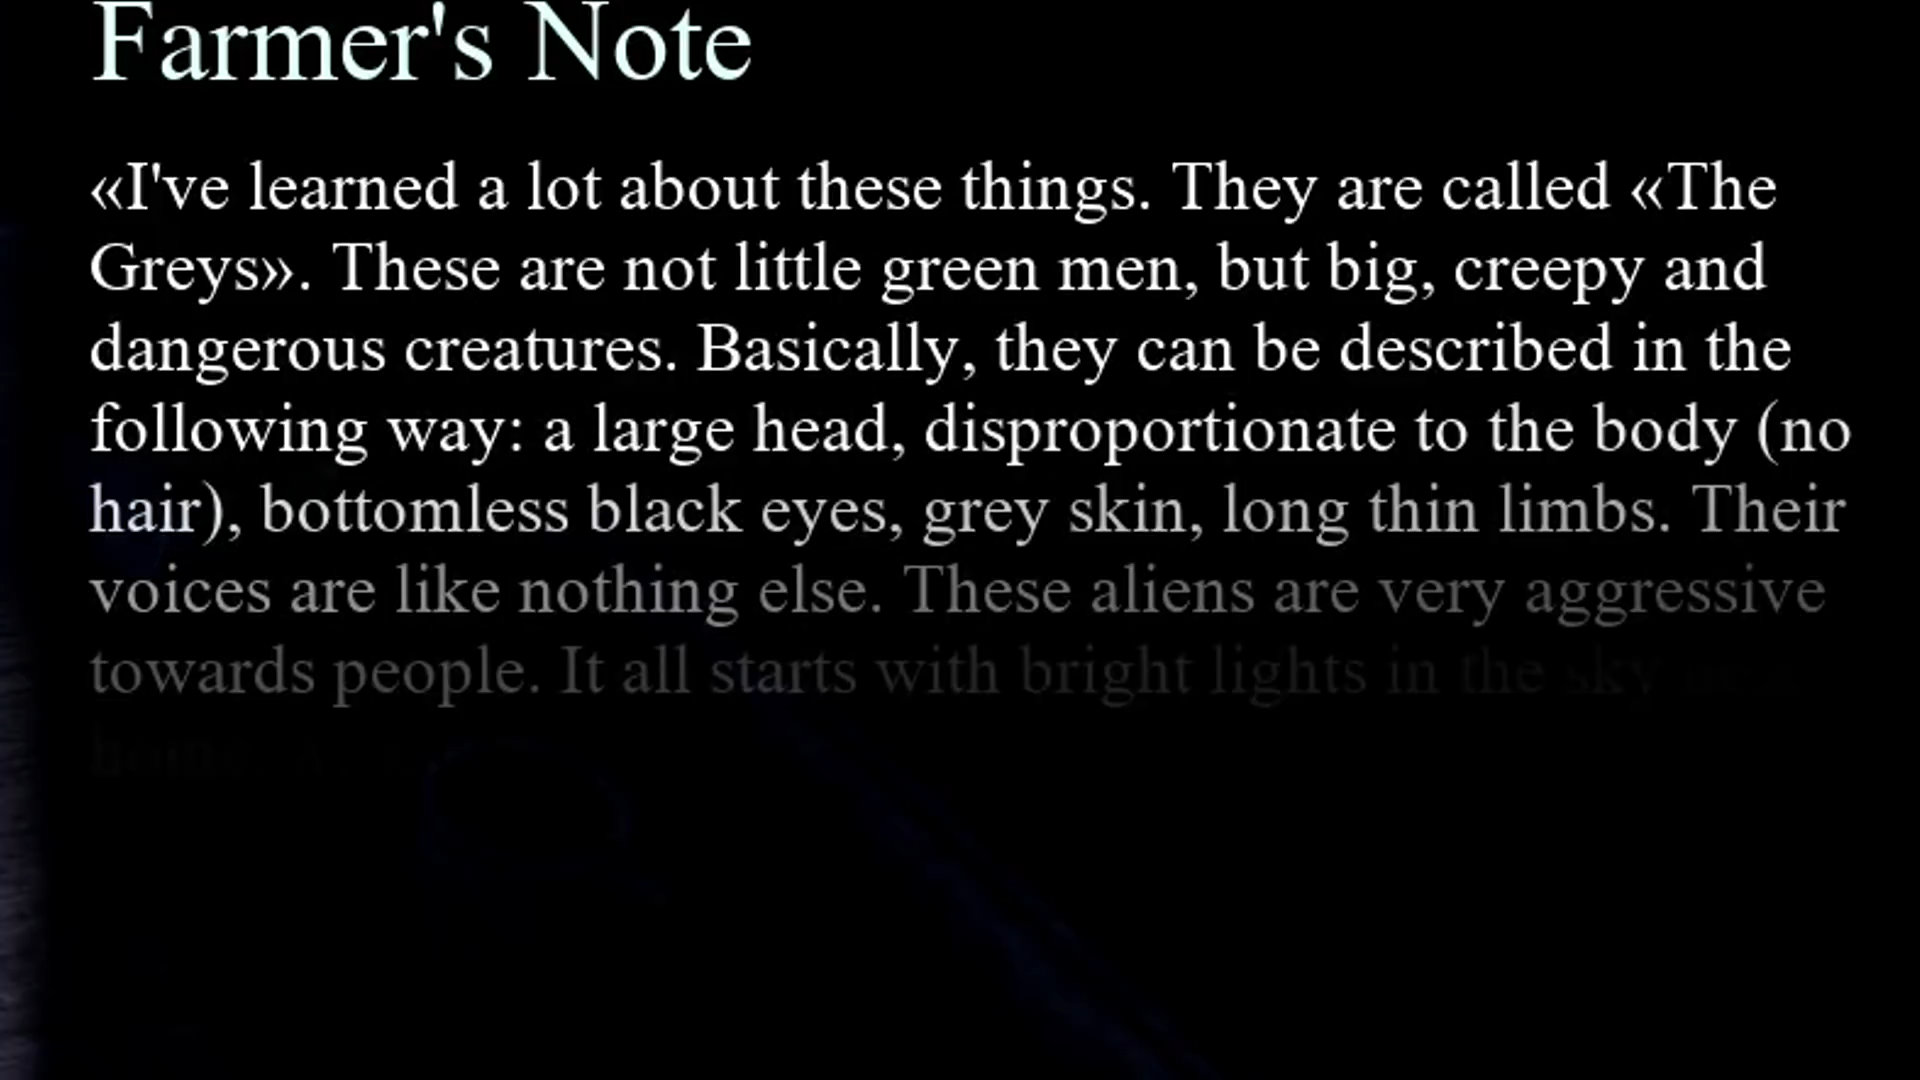 Farmer's Note
«I've learned a lot about these things. They are called «The
Greys». These are not little green men, but big, creepy and
dangerous creatures. Basically, they can be described in the
following way: a large head, disproportionate to the body (no
hair), bottomless black eyes, grey skin, long thin limbs. Their
voices are like nothing else. These aliens are very aggressive
towards people. It all starts with bright lights in the sky